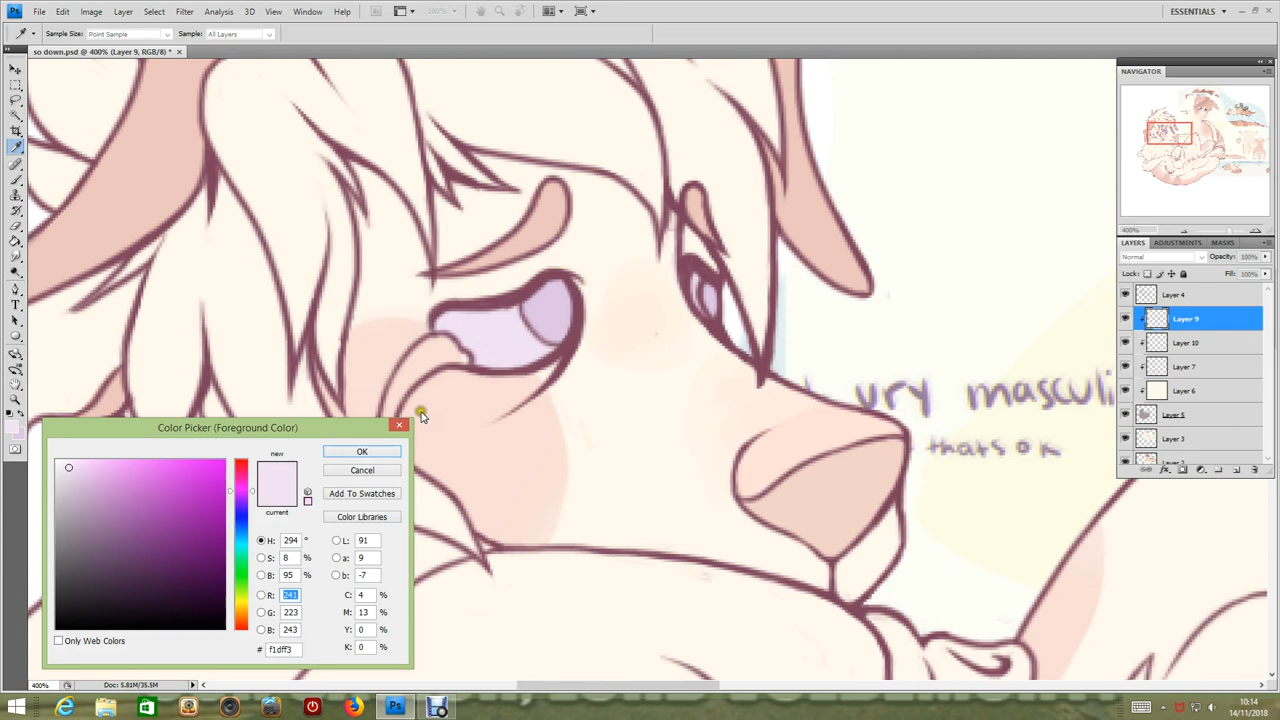 Ps File Edit Image Layer Select Filter Analysis 3D View Window Help 200% ESSENTIALS
Sample Size: Point Sample Sample: All Layers
so down.psd @ 400% (Layer 9, RGB/8) *
NAVIGATOR
400%
LAYERS ADJUSTMENTS MASKS
Normal Opacity: 100%
Lock: Fill: 100%
Layer 4
Layer 9
Layer 10
Layer 7
Layer 6
Layer 5
Layer 3
ury masculi
thats ok
Color Picker (Foreground Color)
new
current
OK
Cancel
Add To Swatches
Color Libraries
H: 294 ° L: 91
S: 8 % a: 9
B: 95 % b: -7
R: 241 C: 4 %
G: 223 M: 13 %
B: 243 Y: 0 %
# f1dff3 K: 0 %
Only Web Colors
400% Doc: 5.81M/35.5M
Ps
10:14
14/11/2018